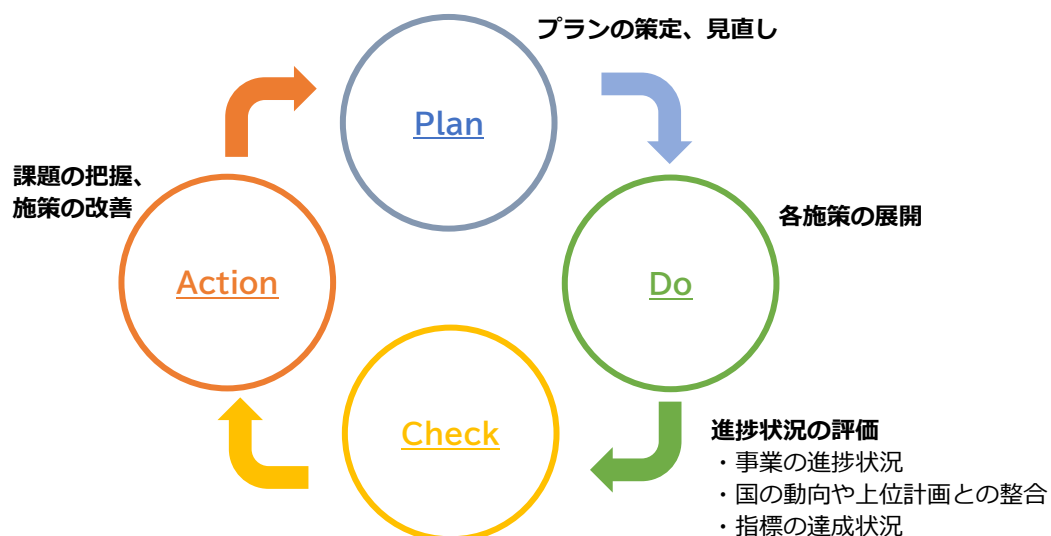 プランの策定、見直し
Plan
課題の把握、
施策の改善
各施策の展開
Action
Do
Check
進捗状況の評価
・事業の進捗状況
・国の動向や上位計画との整合
・指標の達成状況